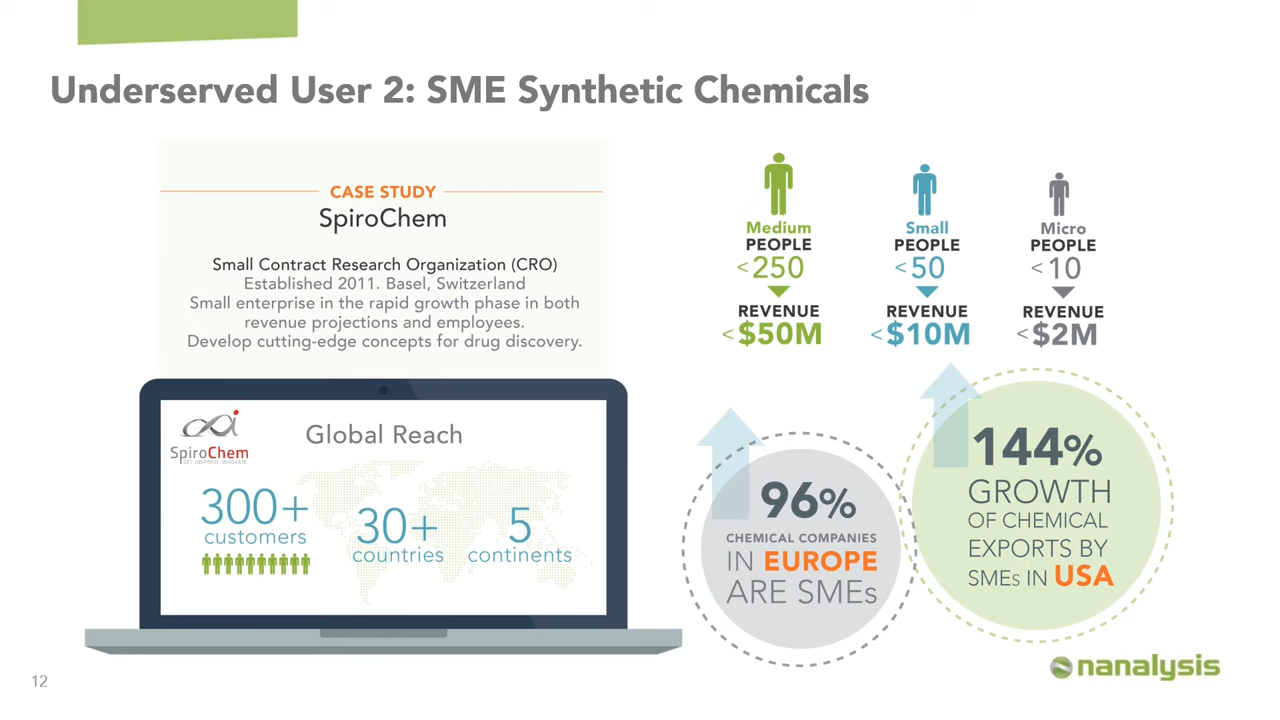 Underserved User 2: SME Synthetic Chemicals
CASE STUDY
SpiroChem
Small Contract Research Organization (CRO)
Established 2011. Basel, Switzerland
Small enterprise in the rapid growth phase in both
revenue projections and employees.
Develop cutting-edge concepts for drug discovery.
SpiroChem
GET INSPIRED. INNOVATE.
Global Reach
300+
customers
30+
countries
5
continents
Medium
PEOPLE
<250
REVENUE
<$50M
Small
PEOPLE
<50
REVENUE
<$10M
Micro
PEOPLE
<10
REVENUE
<$2M
96%
CHEMICAL COMPANIES
IN EUROPE
ARE SMEs
144%
GROWTH
OF CHEMICAL
EXPORTS BY
SMEs IN USA
12
nanalysis